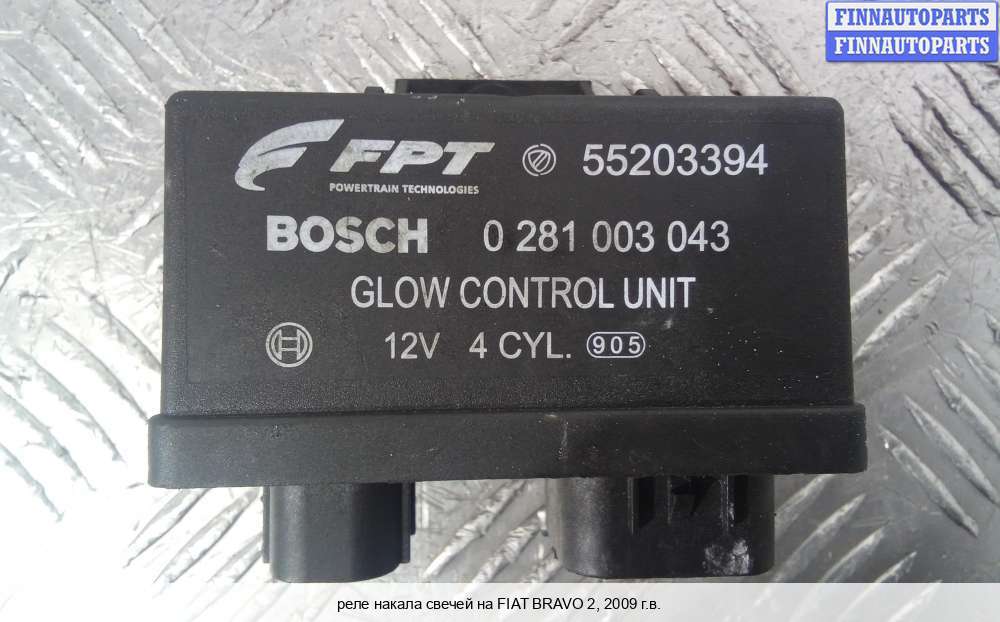 FINNAUTOPARTS
FINNAUTOPARTS
FPT 55203394
POWERTRAIN TECHNOLOGIES
BOSCH 0 281 003 043
GLOW CONTROL UNIT
12V 4 CYL. 905
реле накала свечей на FIAT BRAVO 2, 2009 г.в.